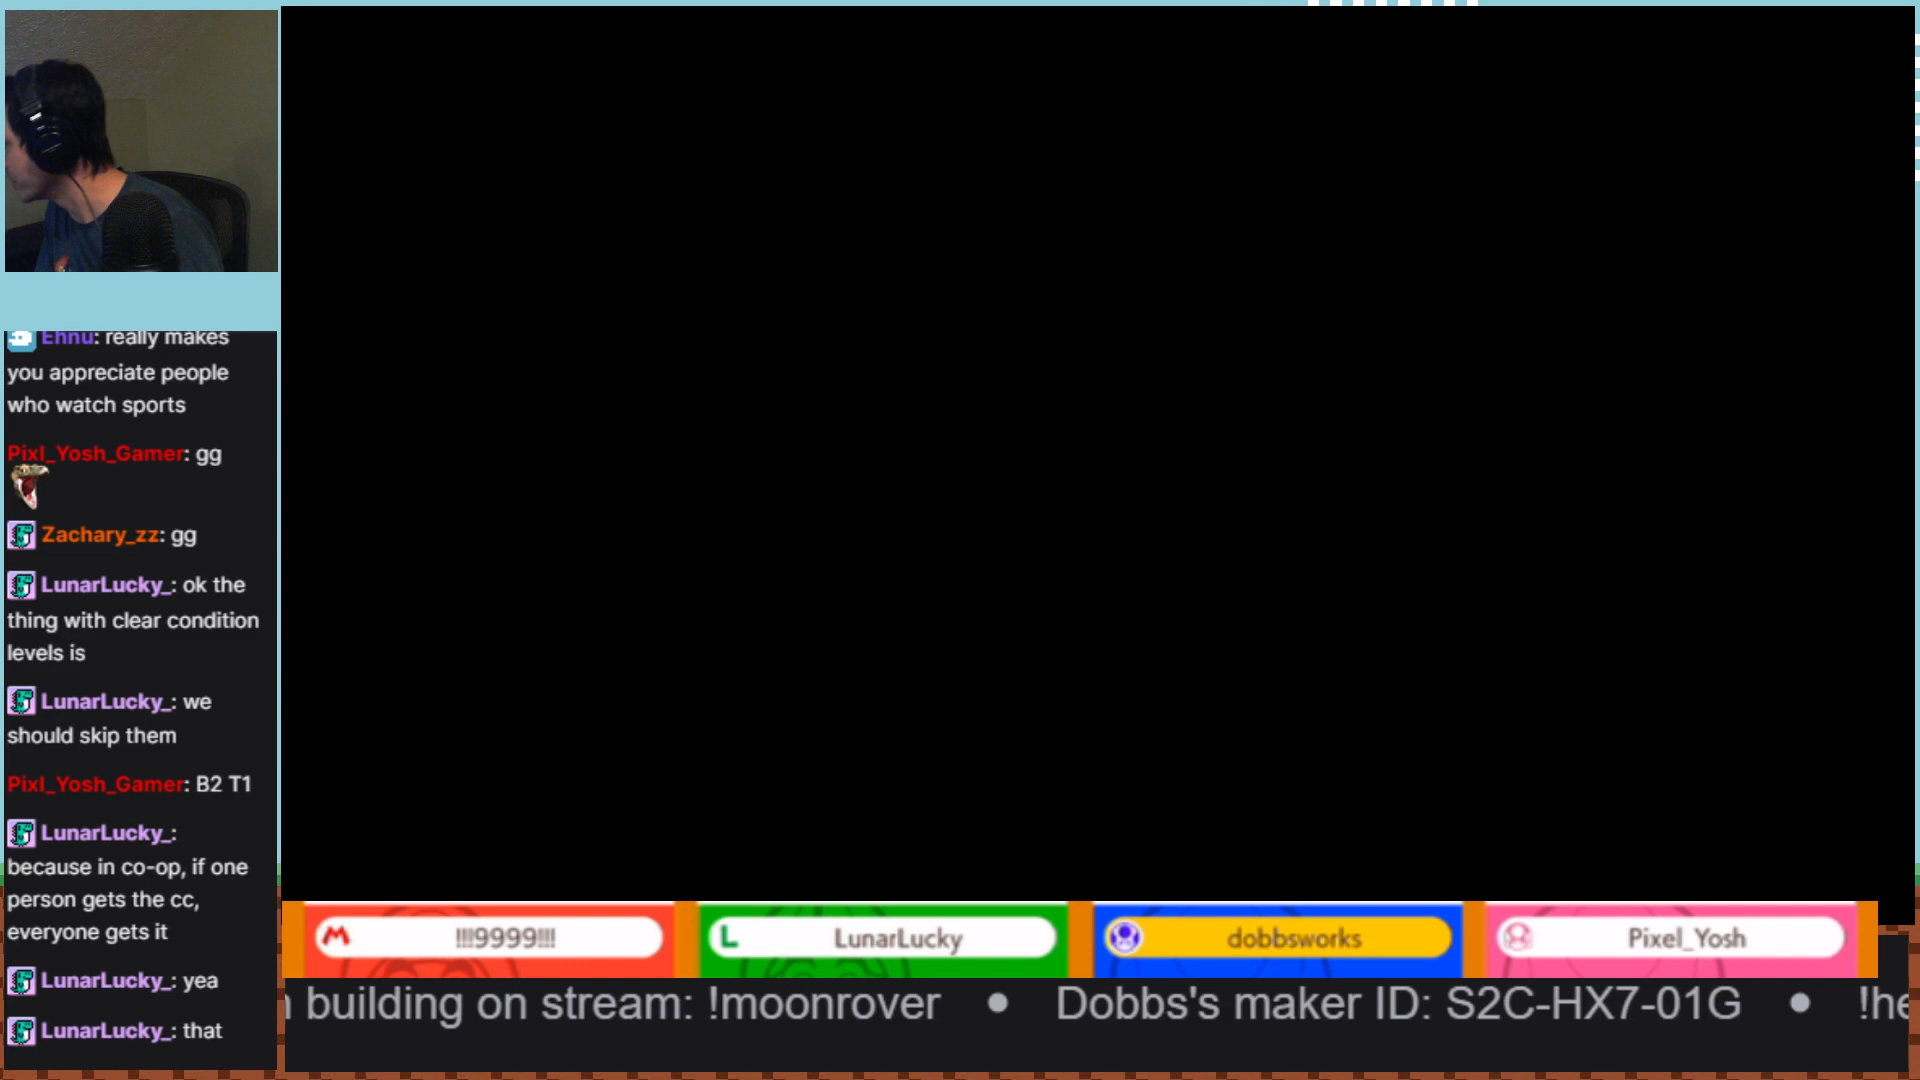 Ehnu: really makes
you appreciate people
who watch sports
Pixl_Yosh_Gamer: gg
Zachary_zz: gg
LunarLucky_: ok the
thing with clear condition
levels is
LunarLucky_: we
should skip them
Pixl_Yosh_Gamer: B2 T1
LunarLucky_:
because in co-op, if one
person gets the cc,
everyone gets it
LunarLucky_: yea
LunarLucky_: that
M !!!9999!!!
L LunarLucky
dobbsworks
Pixel_Yosh
building on stream: !moonrover • Dobbs's maker ID: S2C-HX7-01G •